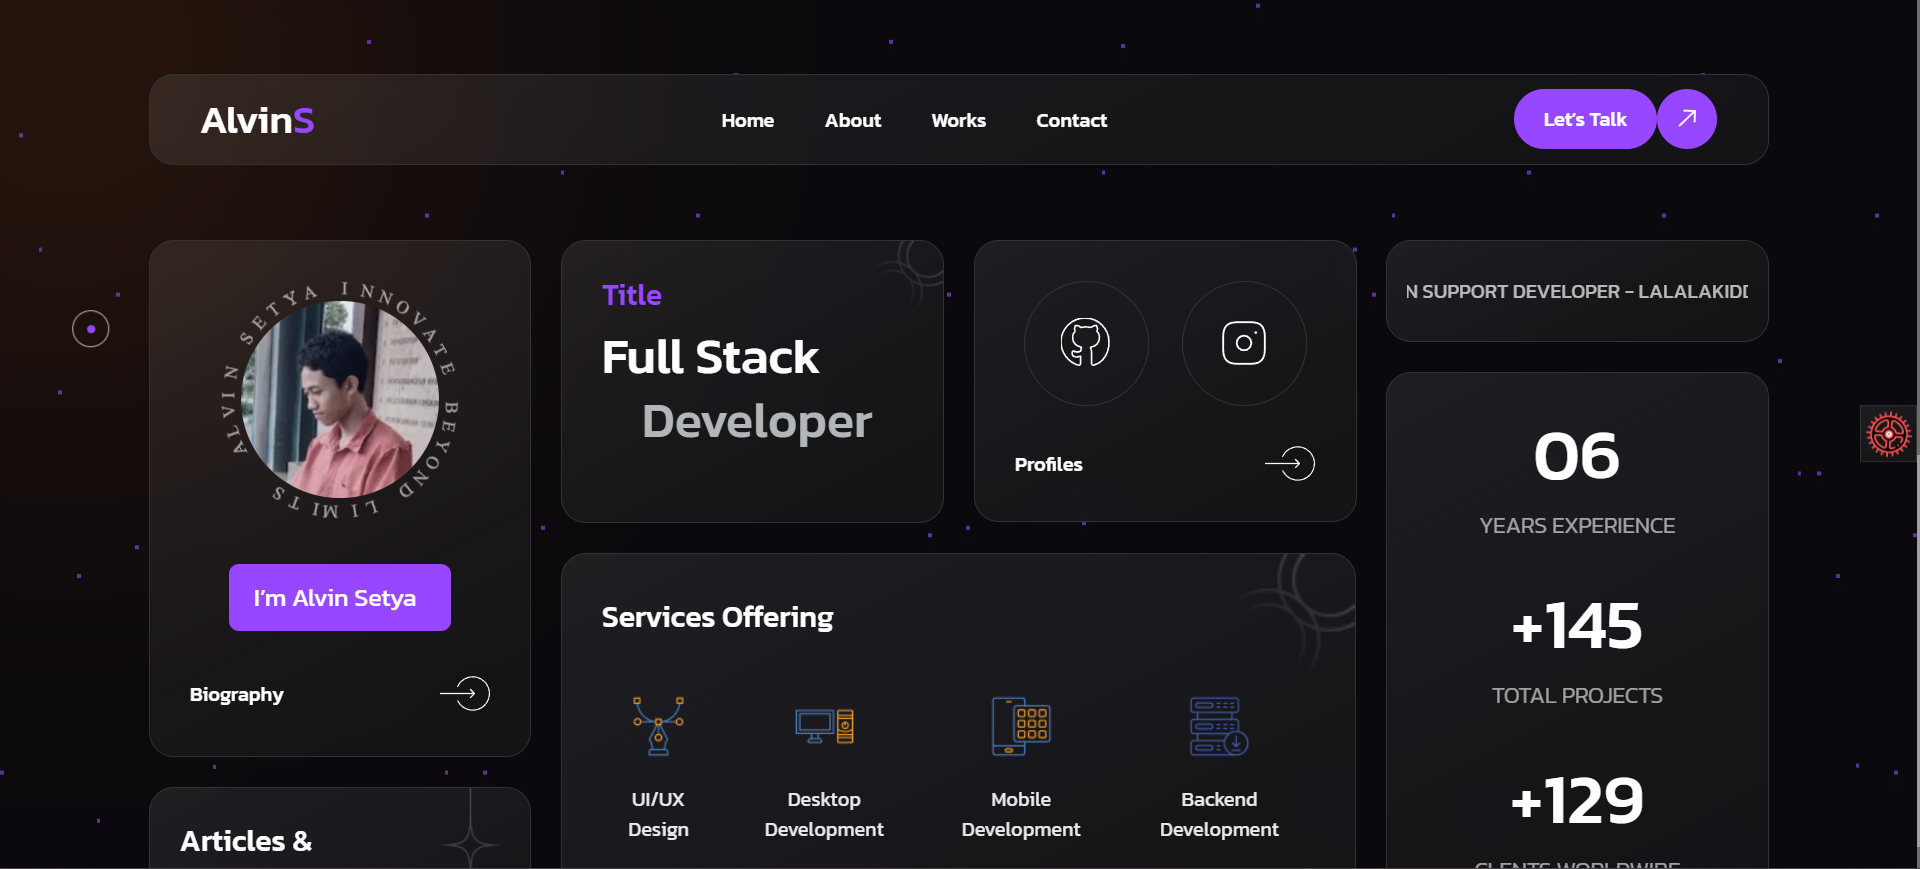 AlvinS
Home
About
Works
Contact
Let's Talk
ALVIN SETYA INNOVATE BEYOND LIMITS
I'm Alvin Setya
Biography
Title
Full Stack
Developer
Profiles
N SUPPORT DEVELOPER - LALALAKID
06
YEARS EXPERIENCE
+145
TOTAL PROJECTS
+129
Services Offering
UI/UX
Design
Desktop
Development
Mobile
Development
Backend
Development
Articles &